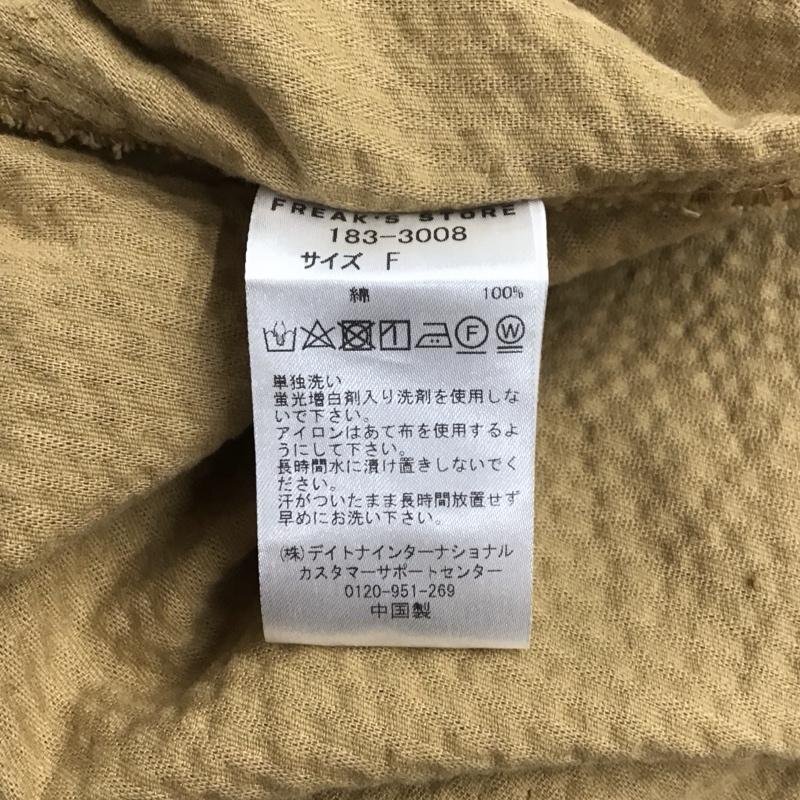 FREAK'S STORE
183-3008
サイズ F
綿 100%
F W
単独洗い
蛍光増白剤入り洗剤を使用しな
いで下さい。
アイロンはあて布を使用するよ
うにして下さい。
長時間水に漬け置きしないでく
ださい。
汗がついたまま長時間放置せず
早めにお洗い下さい。
(株)デイトナインターナショナル
カスタマーサポートセンター
0120-951-269
中国製